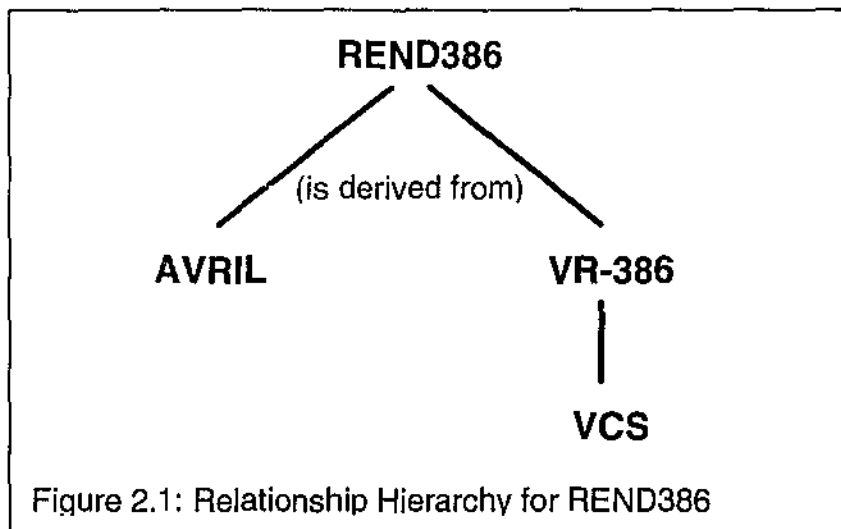 REND386
(is derived from)
AVRIL VR-386
VCS
Figure 2.1: Relationship Hierarchy for REND386